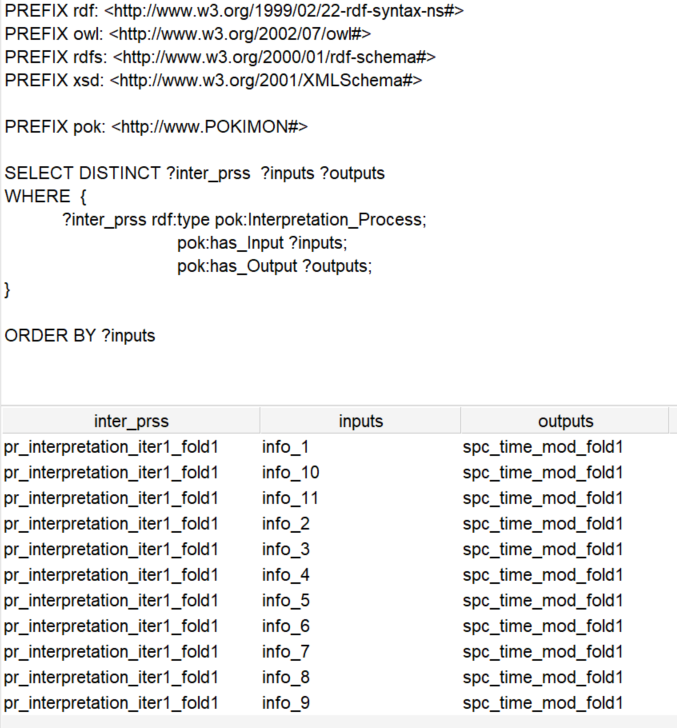 PREFIX rdf: <http://www.w3.org/1999/02/22-rdf-syntax-ns#>
PREFIX owl: <http://www.w3.org/2002/07/owl#>
PREFIX rdfs: <http://www.w3.org/2000/01/rdf-schema#>
PREFIX xsd: <http://www.w3.org/2001/XMLSchema#>
PREFIX pok: <http://www.POKIMON#>
SELECT DISTINCT ?inter_prss ?inputs ?outputs
WHERE {
?inter_prss rdf:type pok:Interpretation_Process;
pok:has_Input ?inputs;
pok:has_Output ?outputs;
}
ORDER BY ?inputs
inter_prss inputs outputs
pr_interpretation_iter1_fold1 info_1 spc_time_mod_fold1
pr_interpretation_iter1_fold1 info_10 spc_time_mod_fold1
pr_interpretation_iter1_fold1 info_11 spc_time_mod_fold1
pr_interpretation_iter1_fold1 info_2 spc_time_mod_fold1
pr_interpretation_iter1_fold1 info_3 spc_time_mod_fold1
pr_interpretation_iter1_fold1 info_4 spc_time_mod_fold1
pr_interpretation_iter1_fold1 info_5 spc_time_mod_fold1
pr_interpretation_iter1_fold1 info_6 spc_time_mod_fold1
pr_interpretation_iter1_fold1 info_7 spc_time_mod_fold1
pr_interpretation_iter1_fold1 info_8 spc_time_mod_fold1
pr_interpretation_iter1_fold1 info_9 spc_time_mod_fold1